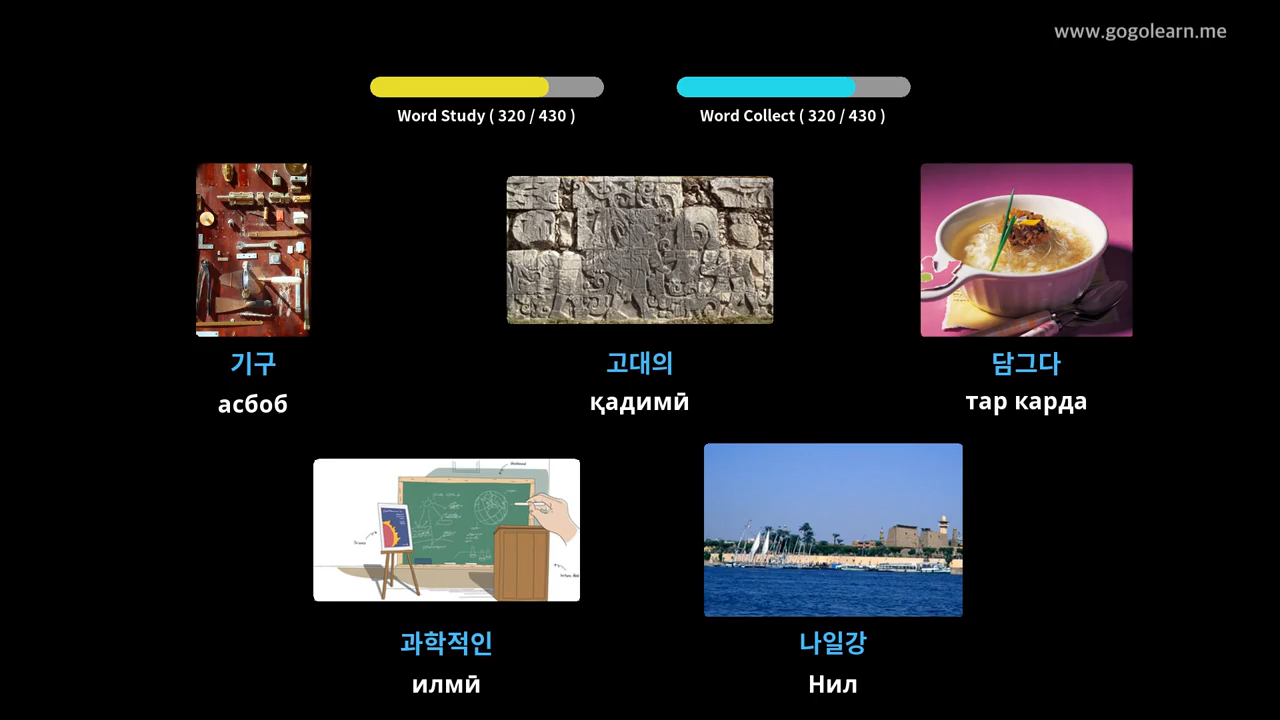 www.gogolearn.me
Word Study ( 320 / 430 )
Word Collect ( 320 / 430 )
기구
асбоб
고대의
қадимӣ
담그다
тар карда
과학적인
илмӣ
나일강
Нил